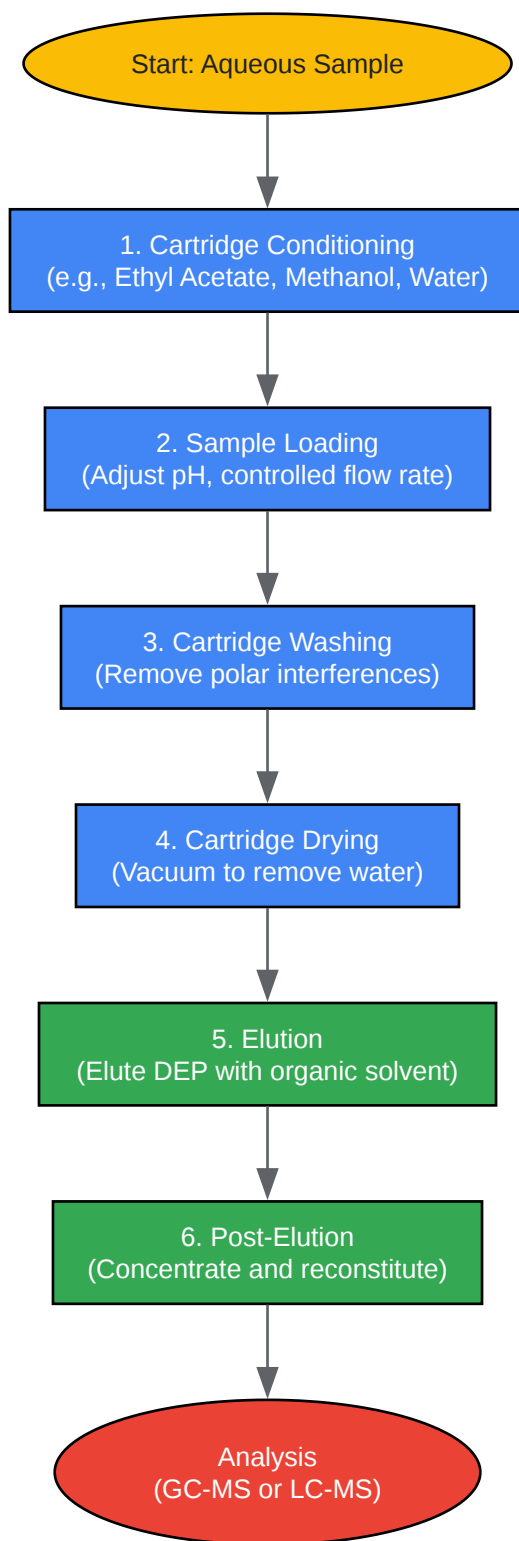 Start: Aqueous Sample
1. Cartridge Conditioning
(e.g., Ethyl Acetate, Methanol, Water)
2. Sample Loading
(Adjust pH, controlled flow rate)
3. Cartridge Washing
(Remove polar interferences)
4. Cartridge Drying
(Vacuum to remove water)
5. Elution
(Elute DEP with organic solvent)
6. Post-Elution
(Concentrate and reconstitute)
Analysis
(GC-MS or LC-MS)